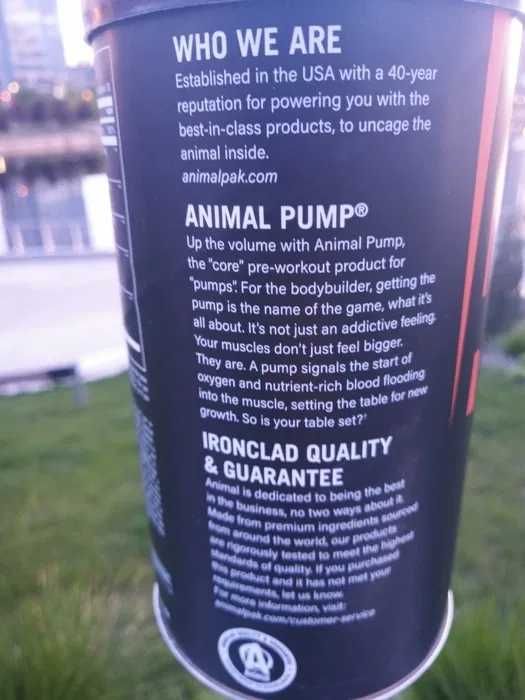 WHO WE ARE
Established in the USA with a 40-year
reputation for powering you with the
best-in-class products, to uncage the
animal inside.
animalpak.com
ANIMAL PUMP®
Up the volume with Animal Pump,
the "core" pre-workout product for
"pumps". For the bodybuilder, getting the
pump is the name of the game, what it's
all about. It's not just an addictive feeling.
Your muscles don't just feel bigger.
They are. A pump signals the start of
oxygen and nutrient-rich blood flooding
into the muscle, setting the table for new
growth. So is your table set?†
IRONCLAD QUALITY
& GUARANTEE
Animal is dedicated to being the best
in the business, no two ways about it.
Made from premium ingredients sourced
from around the world, our products
are rigorously tested to meet the highest
standards of quality. If you purchased
this product and it has not met your
requirements, let us know.
For more information, visit:
animalpak.com/customer-service